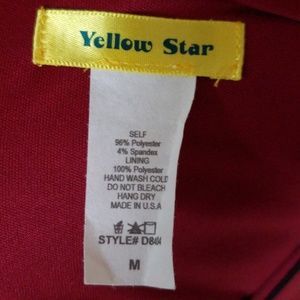 Yellow Star
SELF
96% Polyester
4% Spandex
LINING
100% Polyester
HAND WASH COLD
DO NOT BLEACH
HANG DRY
MADE IN U.S.A
STYLE#
M